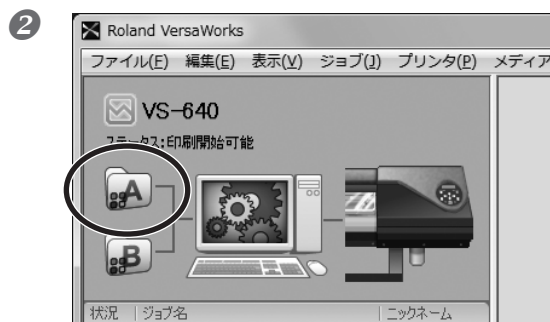 2
Roland VersaWorks
ファイル(F) 編集(E) 表示(V) ジョブ(J) プリンタ(P) メディア
VS-640
ステータス:印刷開始可能
A
B
状況 ジョブ名 ニックネーム